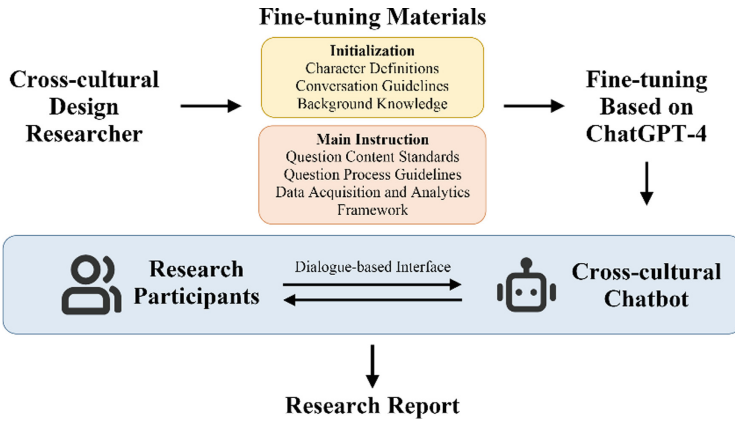 Fine-tuning Materials
Cross-cultural
Design
Researcher
Initialization
Character Definitions
Conversation Guidelines
Background Knowledge
Main Instruction
Question Content Standards
Question Process Guidelines
Data Acquisition and Analytics
Framework
Fine-tuning
Based on
ChatGPT-4
Research
Participants
Dialogue-based Interface
Cross-cultural
Chatbot
Research Report